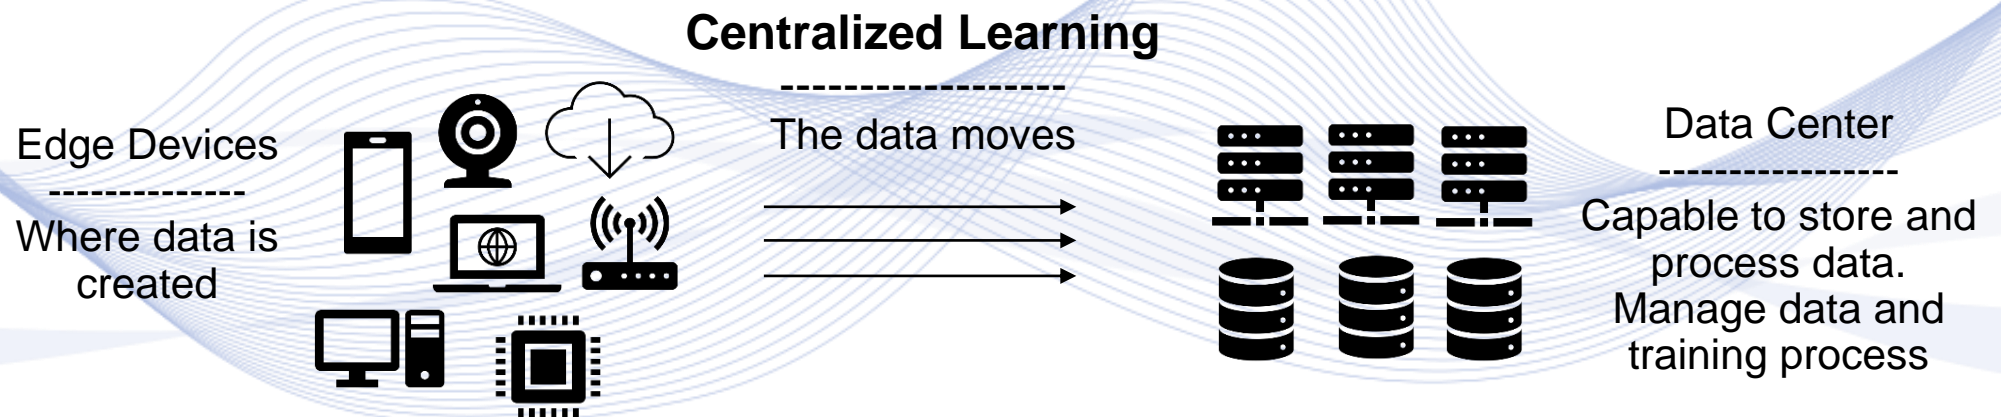 Centralized Learning
Edge Devices
--------------
Where data is
created
------------------
The data moves
Data Center
-----------------
Capable to store and
process data.
Manage data and
training process